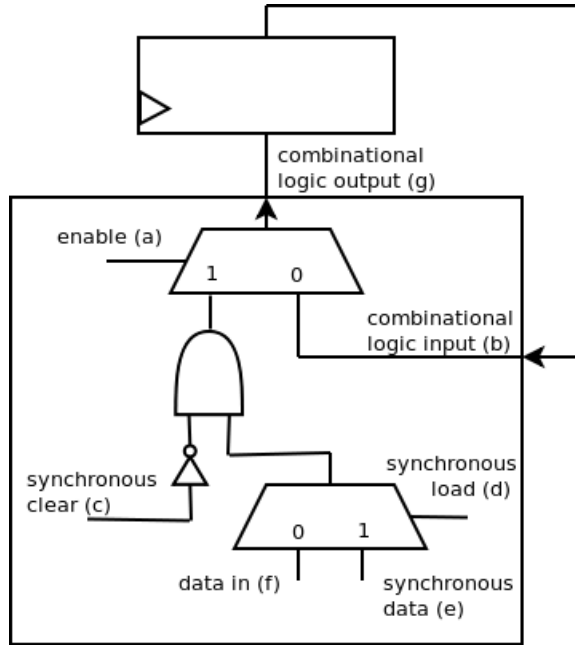 combinational
logic output (g)
enable (a)
1 0
combinational
logic input (b)
synchronous
clear (c)
synchronous
load (d)
0 1
data in (f)
synchronous
data (e)